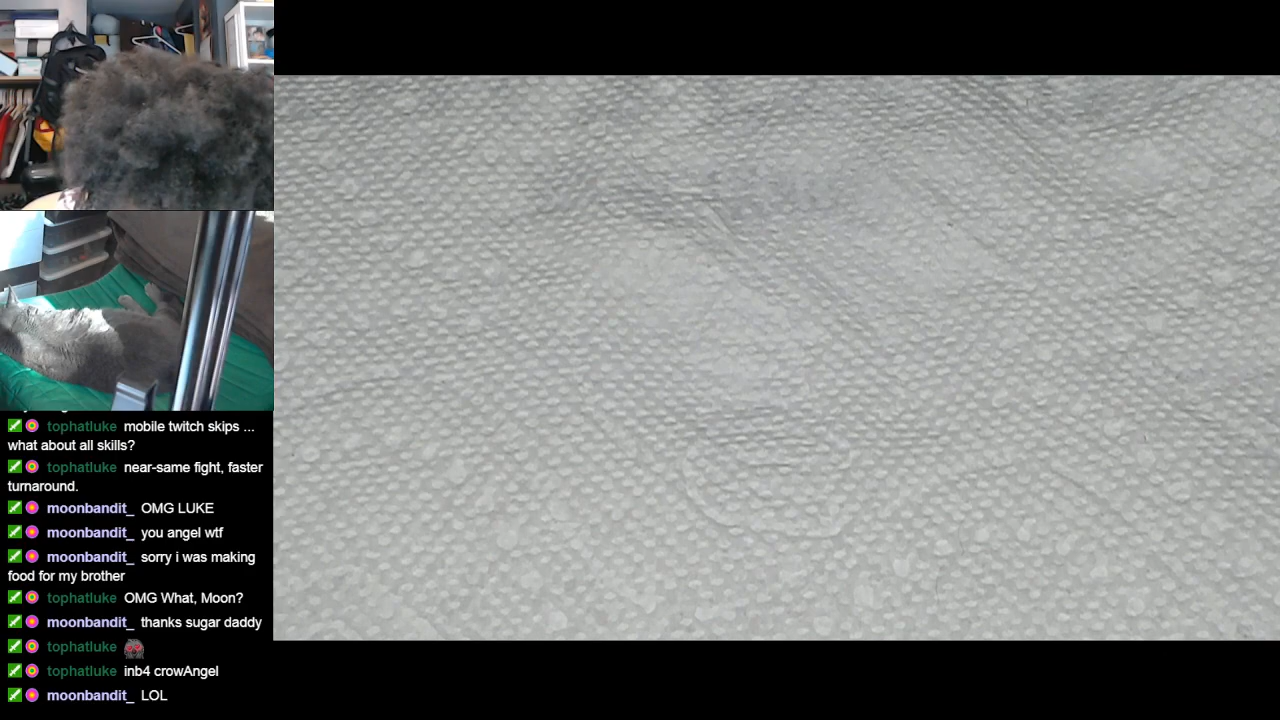 tophatluke mobile twitch skips ...
what about all skills?
tophatluke near-same fight, faster
turnaround.
moonbandit_ OMG LUKE
moonbandit_ you angel wtf
moonbandit_ sorry i was making
food for my brother
tophatluke OMG What, Moon?
moonbandit_ thanks sugar daddy
tophatluke
tophatluke inb4 crowAngel
moonbandit_ LOL